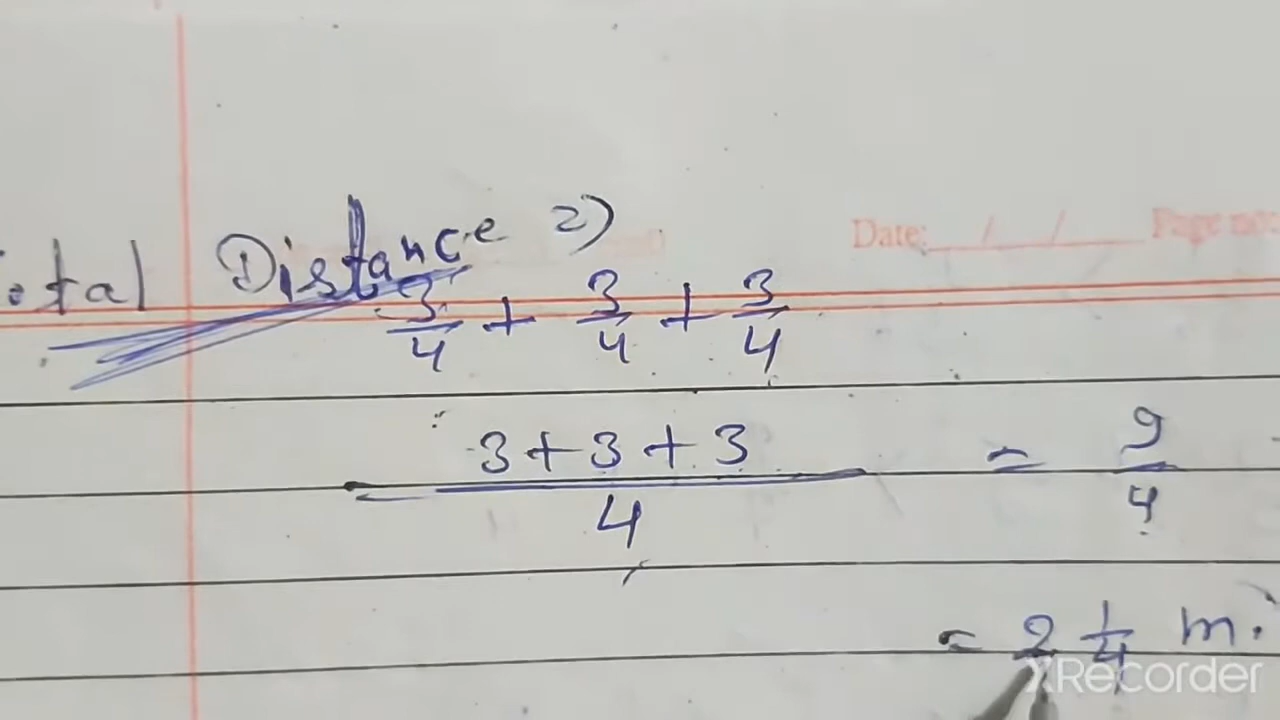 Total Distance =)
Date: / / Page no:
3/4 + 3/4 + 3/4
= 3+3+3/4 = 9/4
= 2 1/4 m.
XRecorder